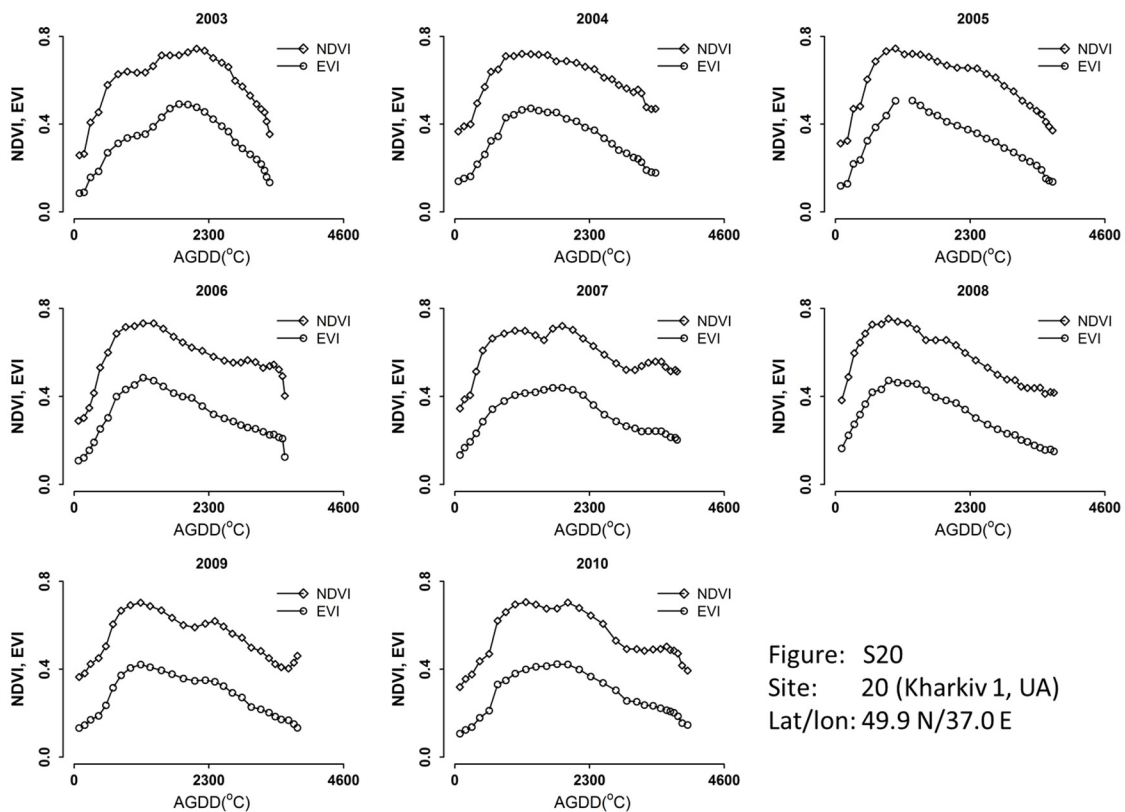 2003
NDVI, EVI
0.8
0.4
0.0
NDVI
EVI
0
2300
4600
AGDD(°C)
2004
NDVI, EVI
0.8
0.4
0.0
NDVI
EVI
0
2300
4600
AGDD(°C)
2005
NDVI, EVI
0.8
0.4
0.0
NDVI
EVI
0
2300
4600
AGDD(°C)
2006
NDVI, EVI
0.8
0.4
0.0
NDVI
EVI
0
2300
4600
AGDD(°C)
2007
NDVI, EVI
0.8
0.4
0.0
NDVI
EVI
0
2300
4600
AGDD(°C)
2008
NDVI, EVI
0.8
0.4
0.0
NDVI
EVI
0
2300
4600
AGDD(°C)
2009
NDVI, EVI
0.8
0.4
0.0
NDVI
EVI
0
2300
4600
AGDD(°C)
2010
NDVI, EVI
0.8
0.4
0.0
NDVI
EVI
0
2300
4600
AGDD(°C)
Figure: S20
Site: 20 (Kharkiv 1, UA)
Lat/lon: 49.9 N/37.0 E